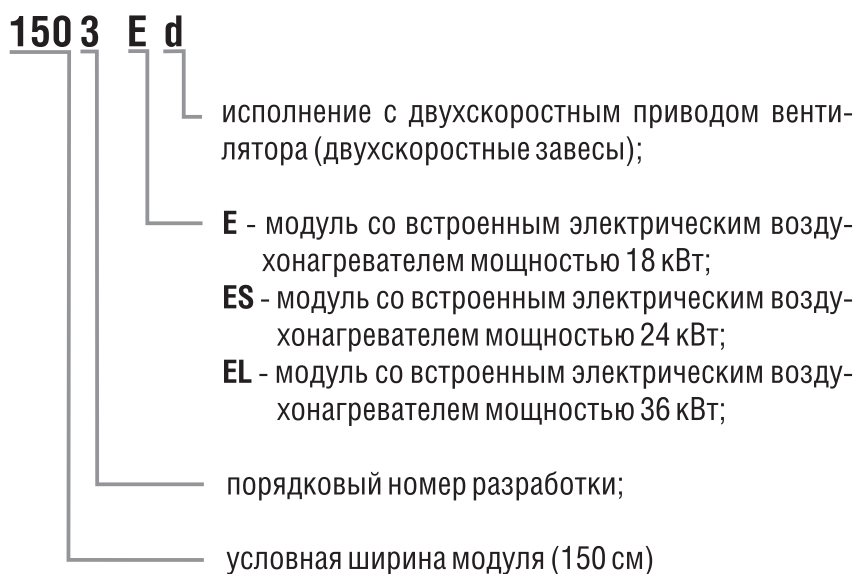 150 3 E d
исполнение с двухскоростным приводом венти-
лятора (двухскоростные завесы);
E - модуль со встроенным электрическим возду-
хонагревателем мощностью 18 кВт;
ES - модуль со встроенным электрическим возду-
хонагревателем мощностью 24 кВт;
EL - модуль со встроенным электрическим возду-
хонагревателем мощностью 36 кВт;
порядковый номер разработки;
условная ширина модуля (150 см)